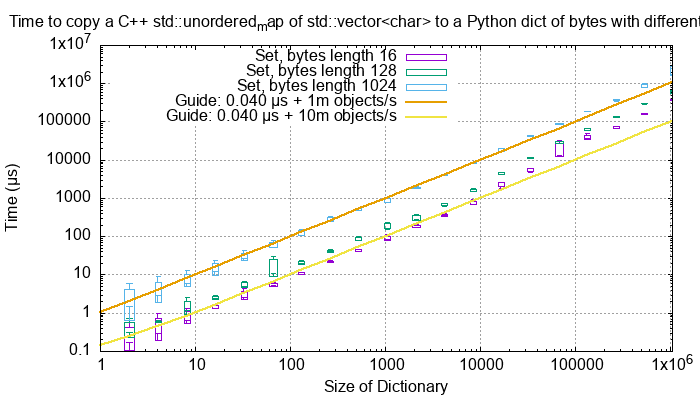 Time to copy a C++ std::unordered_map of std::vector<char> to a Python dict of bytes with different
1x10^7
1x10^6
100000
10000
1000
100
10
1
0.1
Time (µs)
Set, bytes length 16
Set, bytes length 128
Set, bytes length 1024
Guide: 0.040 µs + 1m objects/s
Guide: 0.040 µs + 10m objects/s
1 10 100 1000 10000 100000 1x10^6
Size of Dictionary